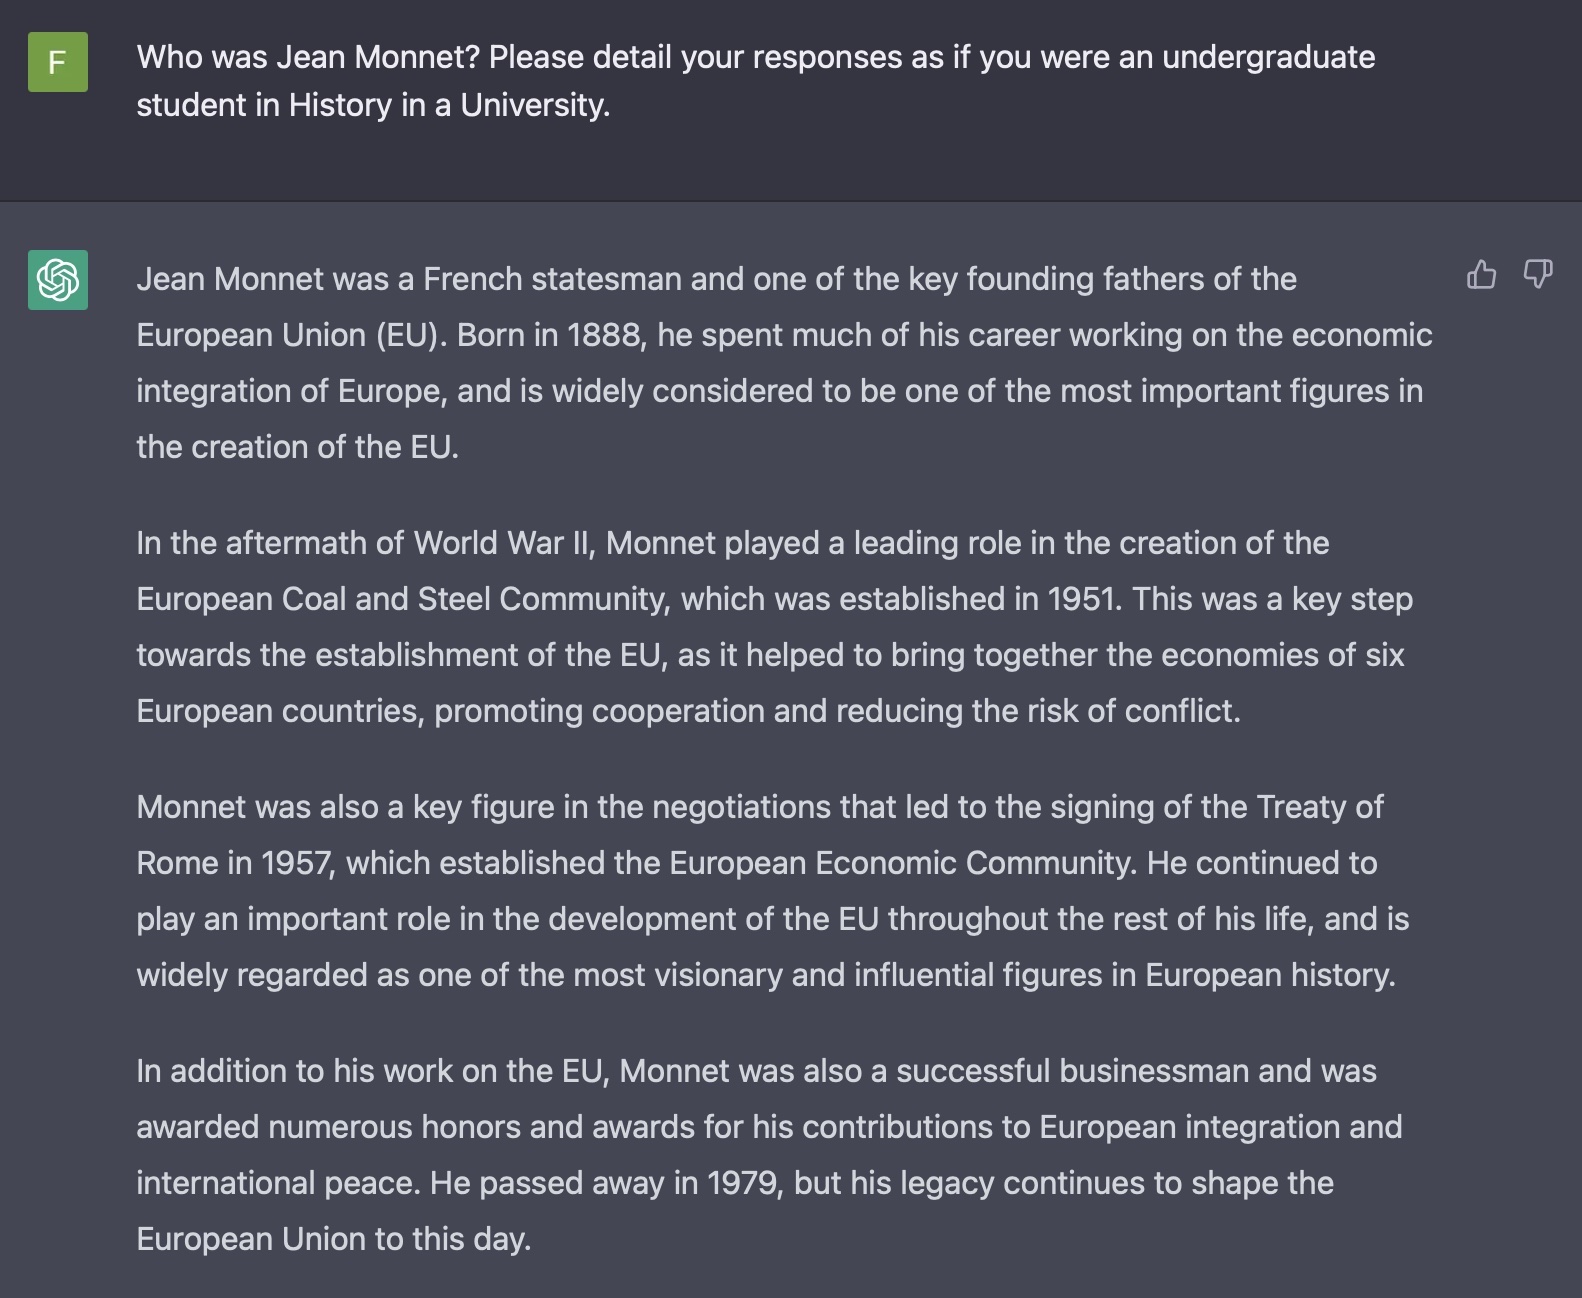 F
Who was Jean Monnet? Please detail your responses as if you were an undergraduate
student in History in a University.
Jean Monnet was a French statesman and one of the key founding fathers of the
European Union (EU). Born in 1888, he spent much of his career working on the economic
integration of Europe, and is widely considered to be one of the most important figures in
the creation of the EU.
In the aftermath of World War II, Monnet played a leading role in the creation of the
European Coal and Steel Community, which was established in 1951. This was a key step
towards the establishment of the EU, as it helped to bring together the economies of six
European countries, promoting cooperation and reducing the risk of conflict.
Monnet was also a key figure in the negotiations that led to the signing of the Treaty of
Rome in 1957, which established the European Economic Community. He continued to
play an important role in the development of the EU throughout the rest of his life, and is
widely regarded as one of the most visionary and influential figures in European history.
In addition to his work on the EU, Monnet was also a successful businessman and was
awarded numerous honors and awards for his contributions to European integration and
international peace. He passed away in 1979, but his legacy continues to shape the
European Union to this day.